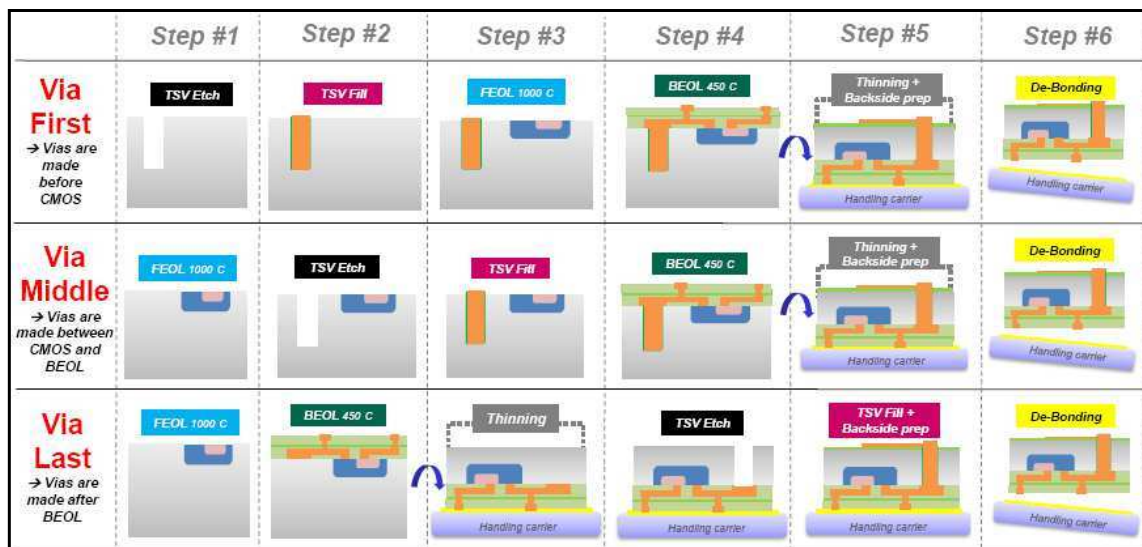 Step #1 Step #2 Step #3 Step #4 Step #5 Step #6
Via
First
→ Vias are
made
before
CMOS
TSV Etch
TSV Fill
FEOL 1000 C
BEOL 450 C
Thinning +
Backside prep
Handling carrier
De-Bonding
Handling carrier
Via
Middle
→ Vias are
made between
CMOS and
BEOL
FEOL 1000 C
TSV Etch
TSV Fill
BEOL 450 C
Thinning +
Backside prep
Handling carrier
De-Bonding
Handling carrier
Via
Last
→ Vias are
made after
BEOL
FEOL 1000 C
BEOL 450 C
Thinning
Handling carrier
TSV Etch
Handling carrier
TSV Fill +
Backside prep
Handling carrier
De-Bonding
Handling carrier